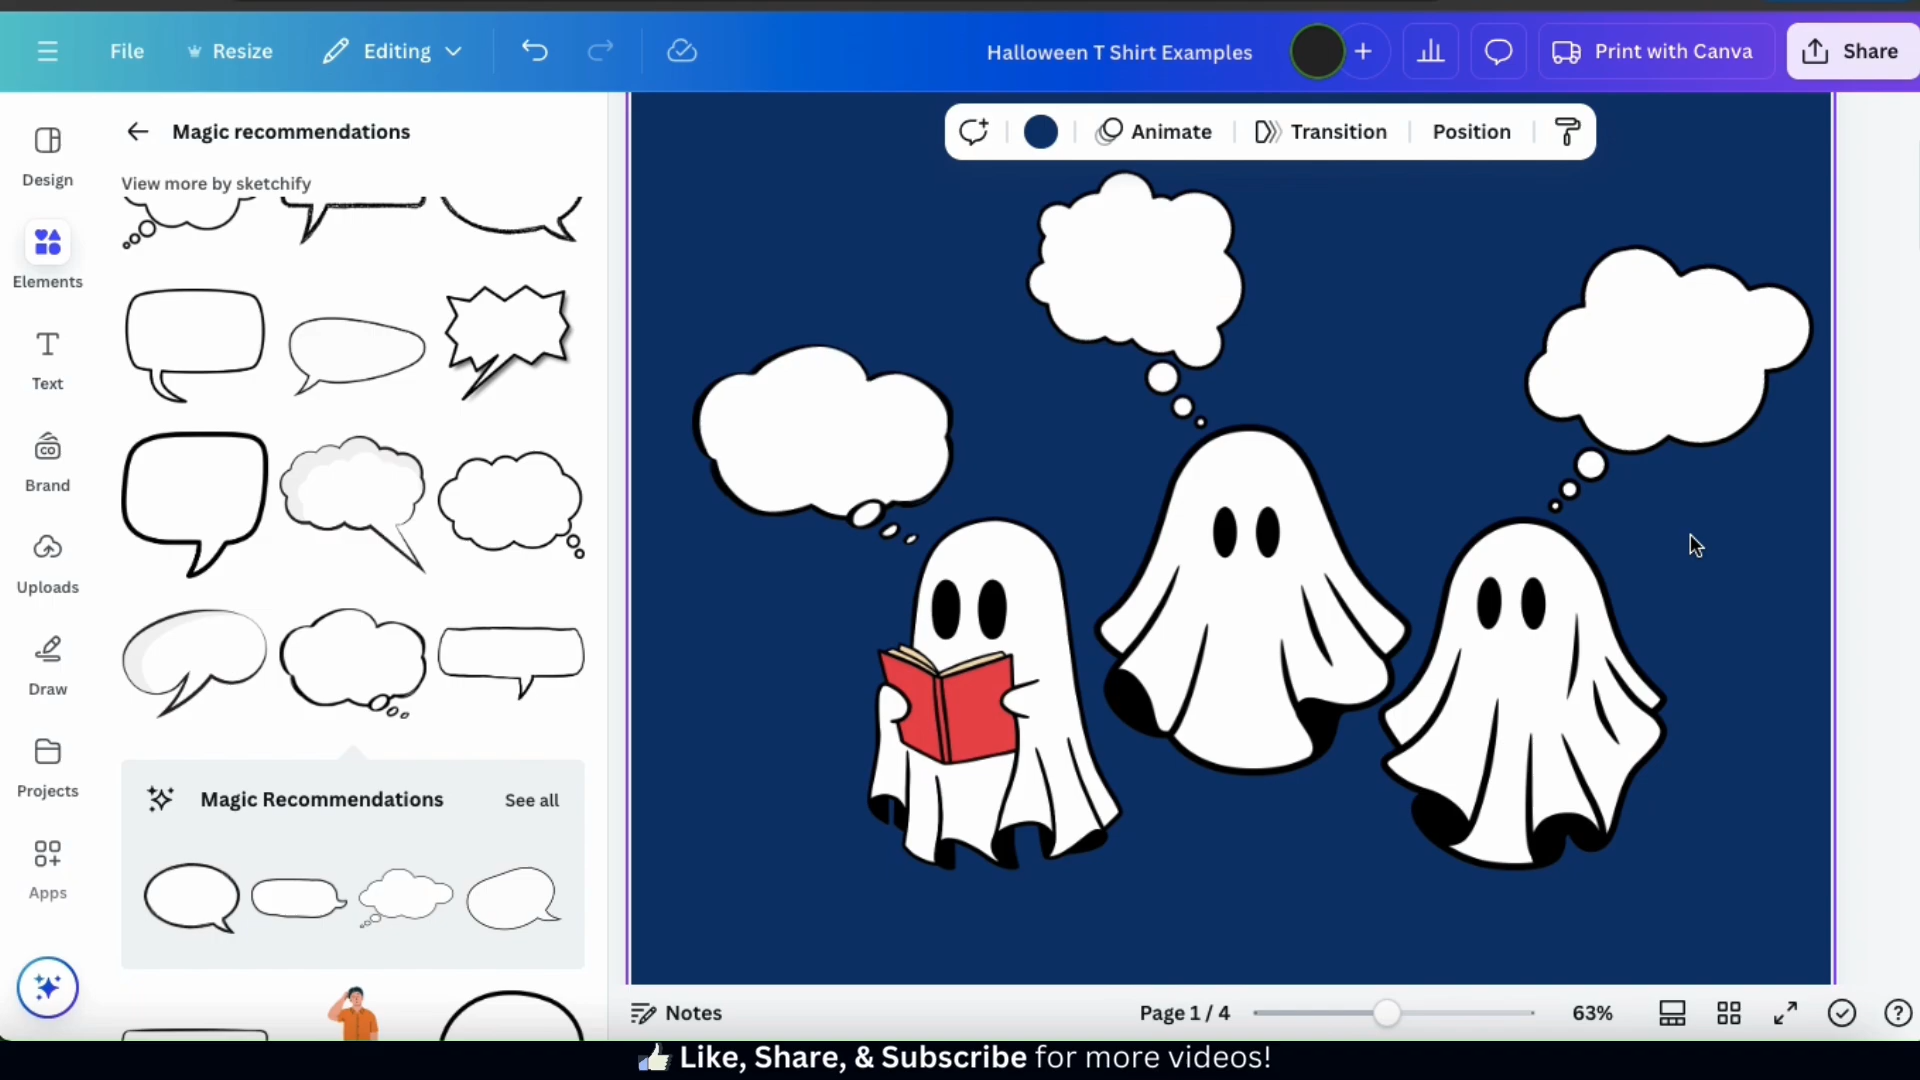 File
Resize
Editing
Halloween T Shirt Examples
Print with Canva
Share
Design
Elements
Text
Brand
CO
Uploads
Draw
Projects
Apps
Magic recommendations
View more by sketchify
Magic Recommendations
See all
Animate
Transition
Position
Notes
Page 1 / 4
63%
Like, Share, & Subscribe for more videos!